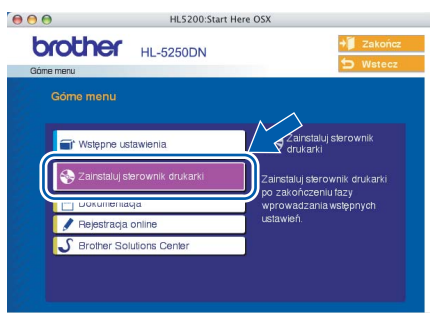 HL5200:Start Here OSX
brother HL-5250DN
Zakończ
Wstecz
Górne menu
Górne menu
Wstępne ustawienia
Zainstaluj sterownik drukarki
Dokumentacja
Rejestracja online
Brother Solutions Center
Zainstaluj sterownik
drukarki
Zainstaluj sterownik drukarki
po zakończeniu fazy
wprowadzania wstępnych
ustawień.